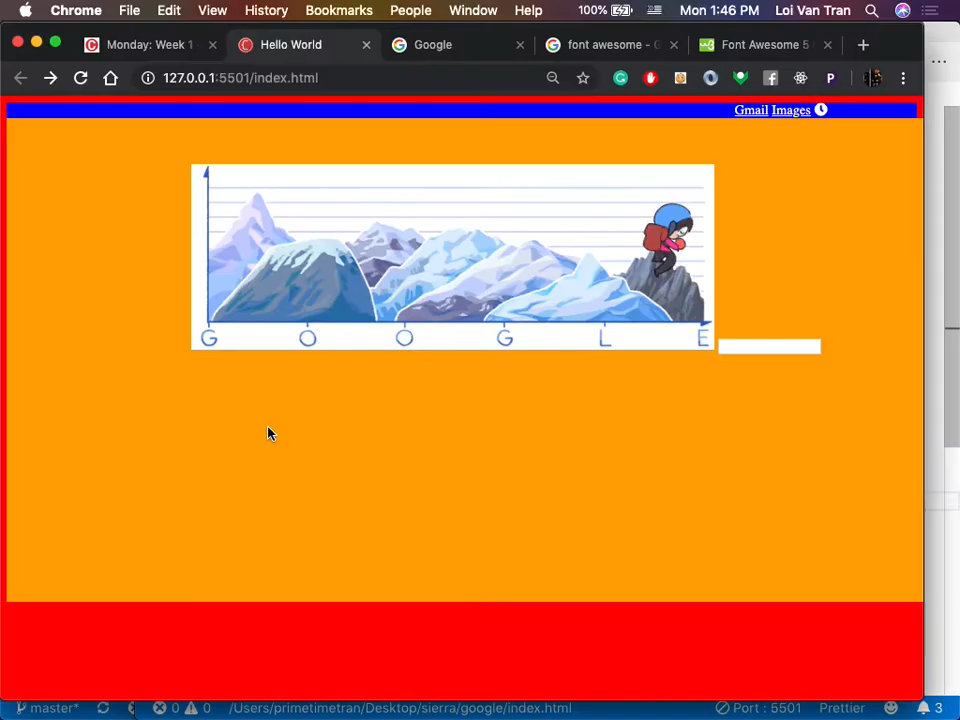 Chrome File Edit View History Bookmarks People Window Help 100% Mon 1:46 PM Loi Van Tran
Monday: Week 1 Hello World Google font awesome - G Font Awesome 5
127.0.0.1:5501/index.html P
Gmail Images
G O O G L E
master* 0 0 /Users/primetimetran/Desktop/sierra/google/index.html Port : 5501 Prettier 3